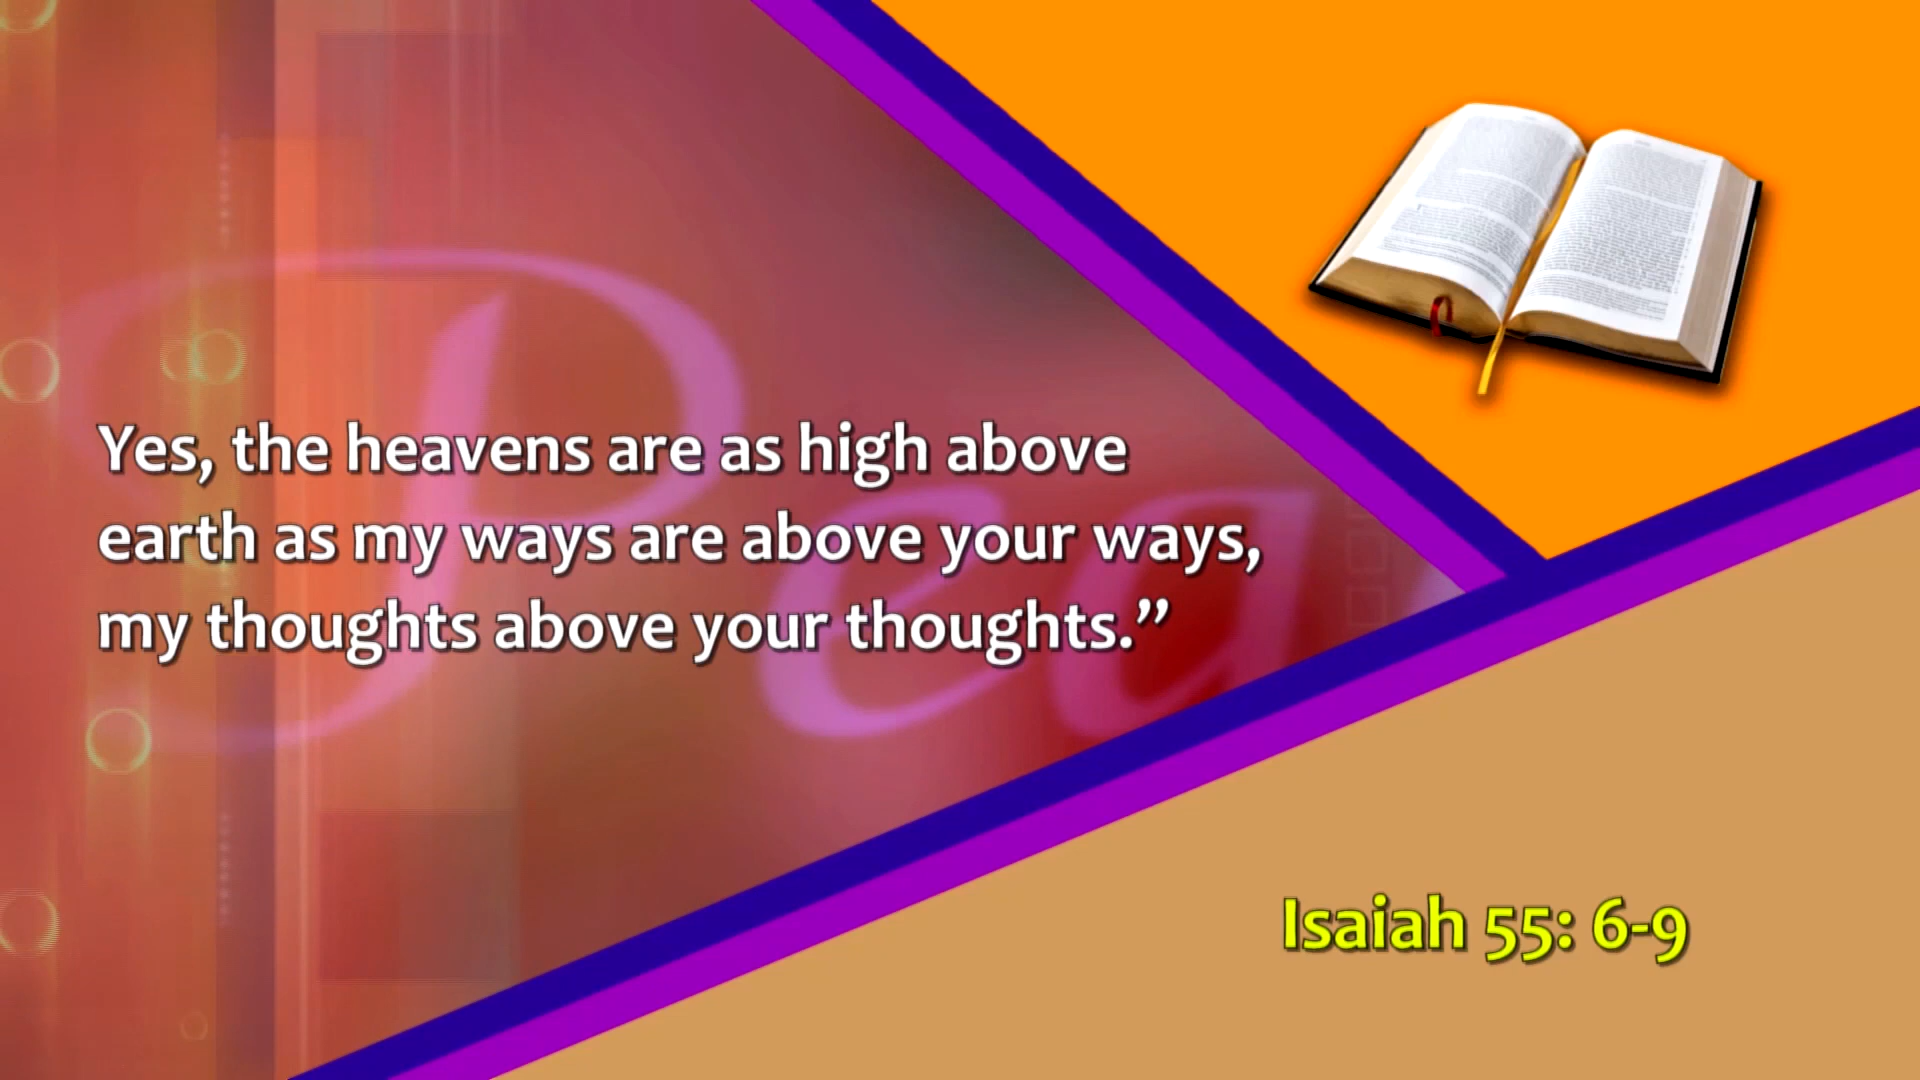 Yes, the heavens are as high above
earth as my ways are above your ways,
my thoughts above your thoughts.”
Isaiah 55: 6-9